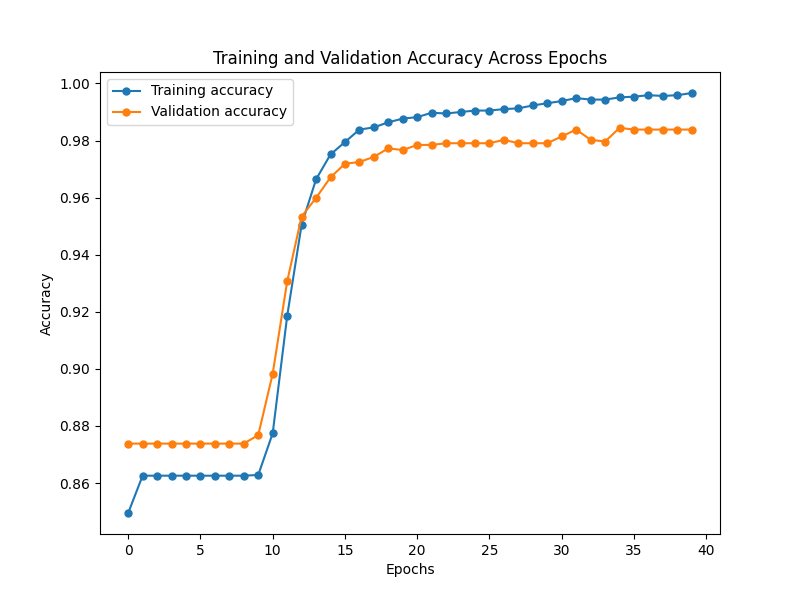 Training and Validation Accuracy Across Epochs
Training accuracy
Validation accuracy
1.00
0.98
0.96
0.94
0.92
0.90
0.88
0.86
Accuracy
0 5 10 15 20 25 30 35 40
Epochs